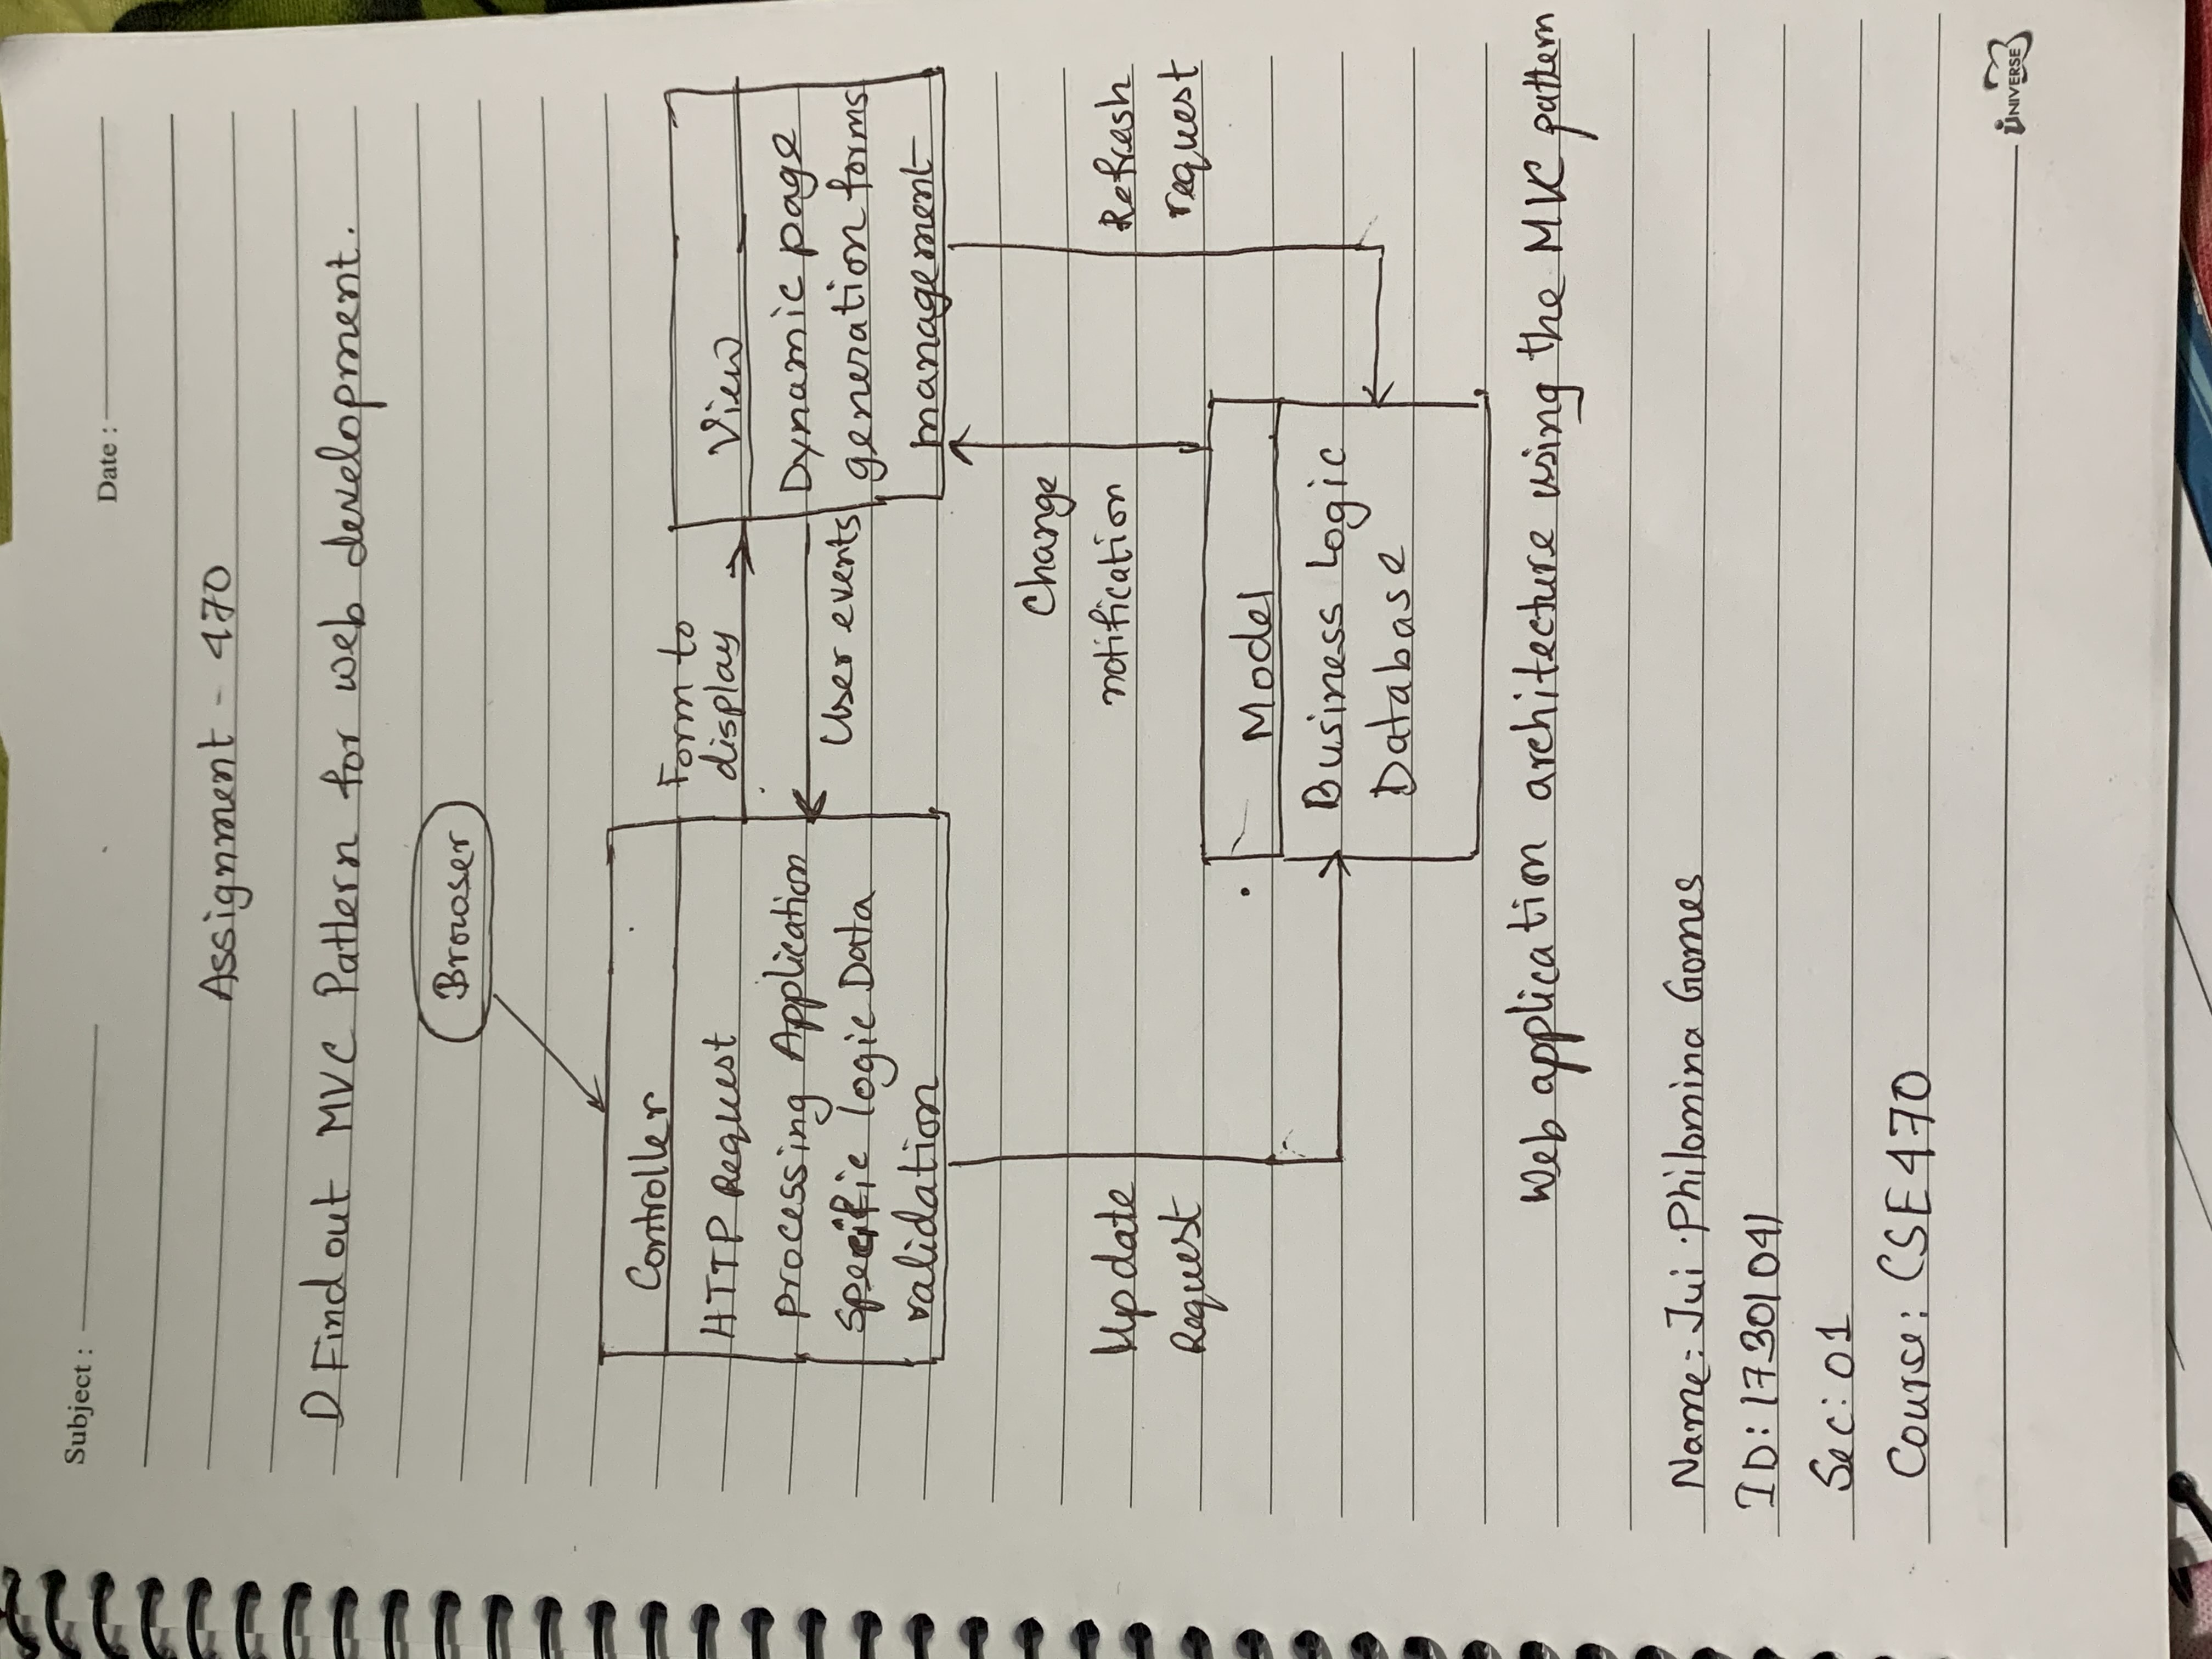 Subject :
Date :
Assignment - 470
1) Find out MVC Pattern for web development.
Browser
Controller
HTTP Request
processing Application
specific logic Data
validation
Form to
display
User events
View
Dynamic page
generation forms
management
Update
Request
Change
notification
Refresh
request
Model
Business Logic
Database
Web application architecture using the MVC pattern
Name: Jui Philomina Gomes
ID: 17301041
Sec: 01
Course: CSE470
UNIVERSE